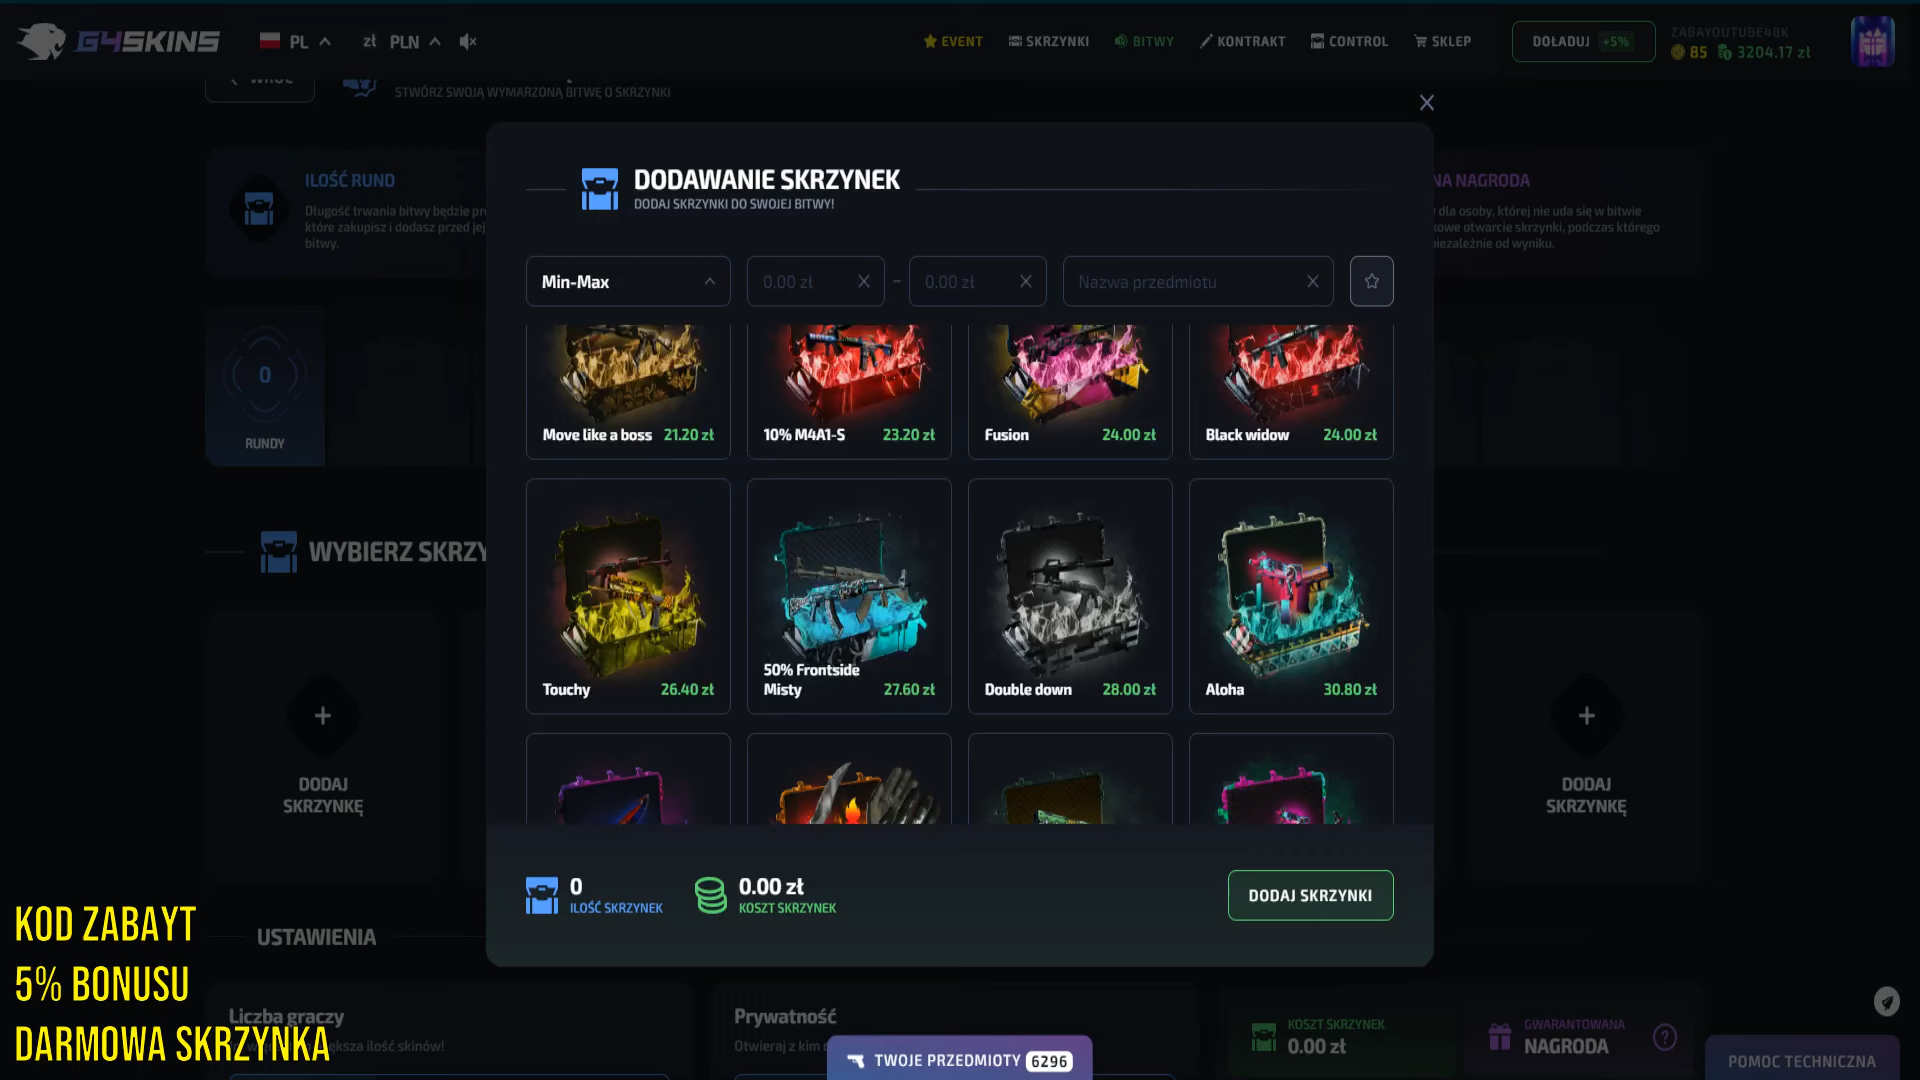 G4SKINS
PL
zł PLN
EVENT
SKRZYNKI
BITWY
KONTRAKT
CONTROL
SKLEP
DOŁADUJ +5%
ZABAYOUTUBE48K
85 3204.17 zł
STWÓRZ SWOJĄ WYMARZONĄ BITWĘ O SKRZYNKI
DODAWANIE SKRZYNEK
DODAJ SKRZYNKI DO SWOJEJ BITWY!
ILOŚĆ RUND
Długość trwania bitwy będzie
które zakupisz i dodasz przed jej
bitwy.
NAGRODA
dla osoby, której nie uda się w bitwie
otwarcie skrzynki, podczas którego
niezależnie od wyniku.
Min-Max
0.00 zł
–
0.00 zł
Nazwa przedmiotu
0
RUNDY
Move like a boss 21.20 zł
10% M4A1-S 23.20 zł
Fusion 24.00 zł
Black widow 24.00 zł
WYBIERZ
Touchy 26.40 zł
50% Frontside
Misty 27.60 zł
Double down 28.00 zł
Aloha 30.80 zł
+
DODAJ
SKRZYNKĘ
+
DODAJ
SKRZYNKĘ
0
ILOŚĆ SKRZYNEK
0.00 zł
KOSZT SKRZYNEK
DODAJ SKRZYNKI
KOD ZABAYT
5% BONUSU
DARMOWA SKRZYNKA
USTAWIENIA
Liczba graczy
ilość skinów!
Prywatność
Otwieraj z kim
TWOJE PRZEDMIOTY 6296
KOSZT SKRZYNEK
0.00 zł
GWARANTOWANA
NAGRODA
?
POMOC TECHNICZNA